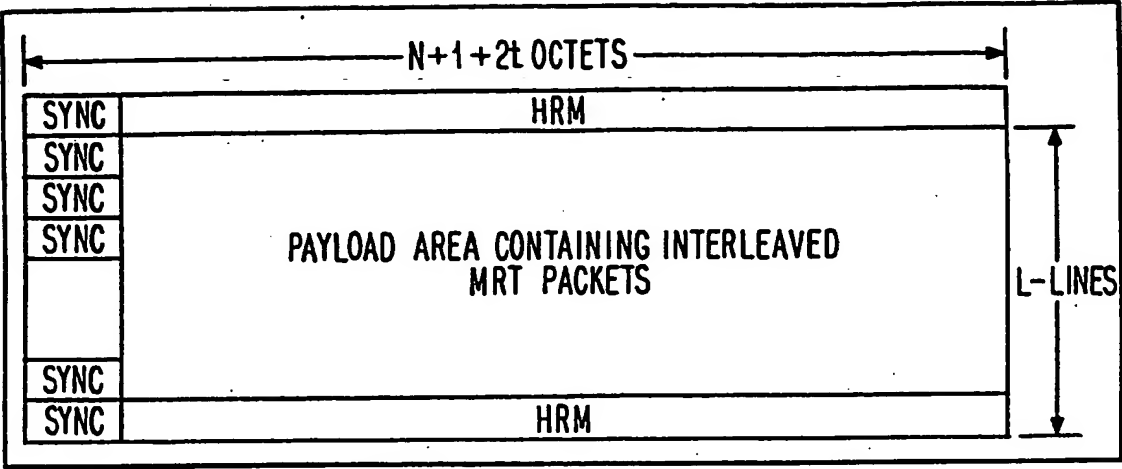 N+1+2t OCTETS
SYNC HRM
SYNC
SYNC
SYNC
PAYLOAD AREA CONTAINING INTERLEAVED
MRT PACKETS
L-LINES
SYNC
SYNC HRM